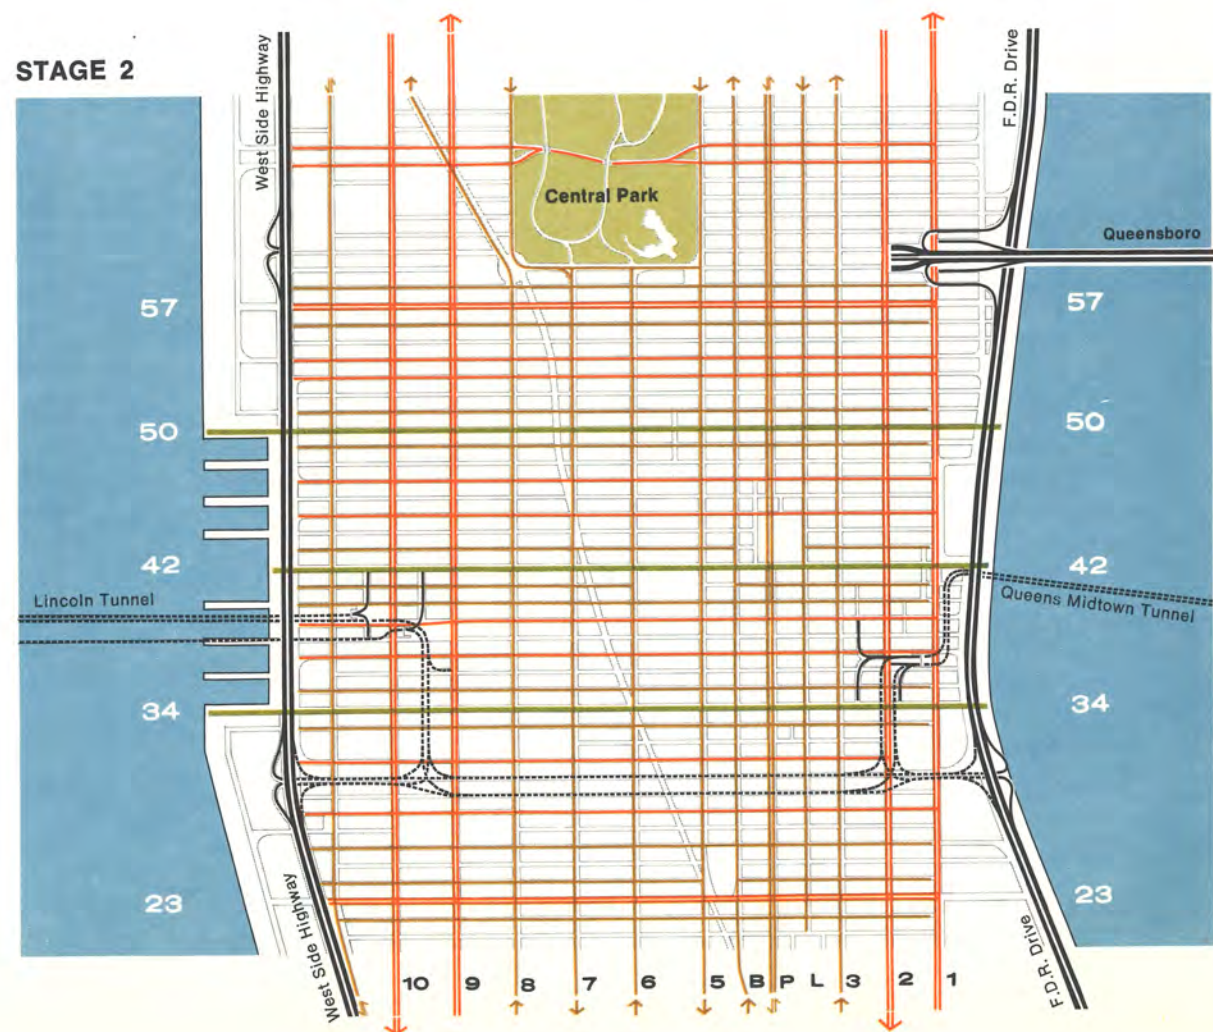 STAGE 2
West Side Highway
F.D.R. Drive
Central Park
Queensboro
57
57
50
50
42
42
Lincoln Tunnel
Queens Midtown Tunnel
34
34
23
23
West Side Highway
F.D.R. Drive
10 9 8 7 6 5 B P L 3 2 1